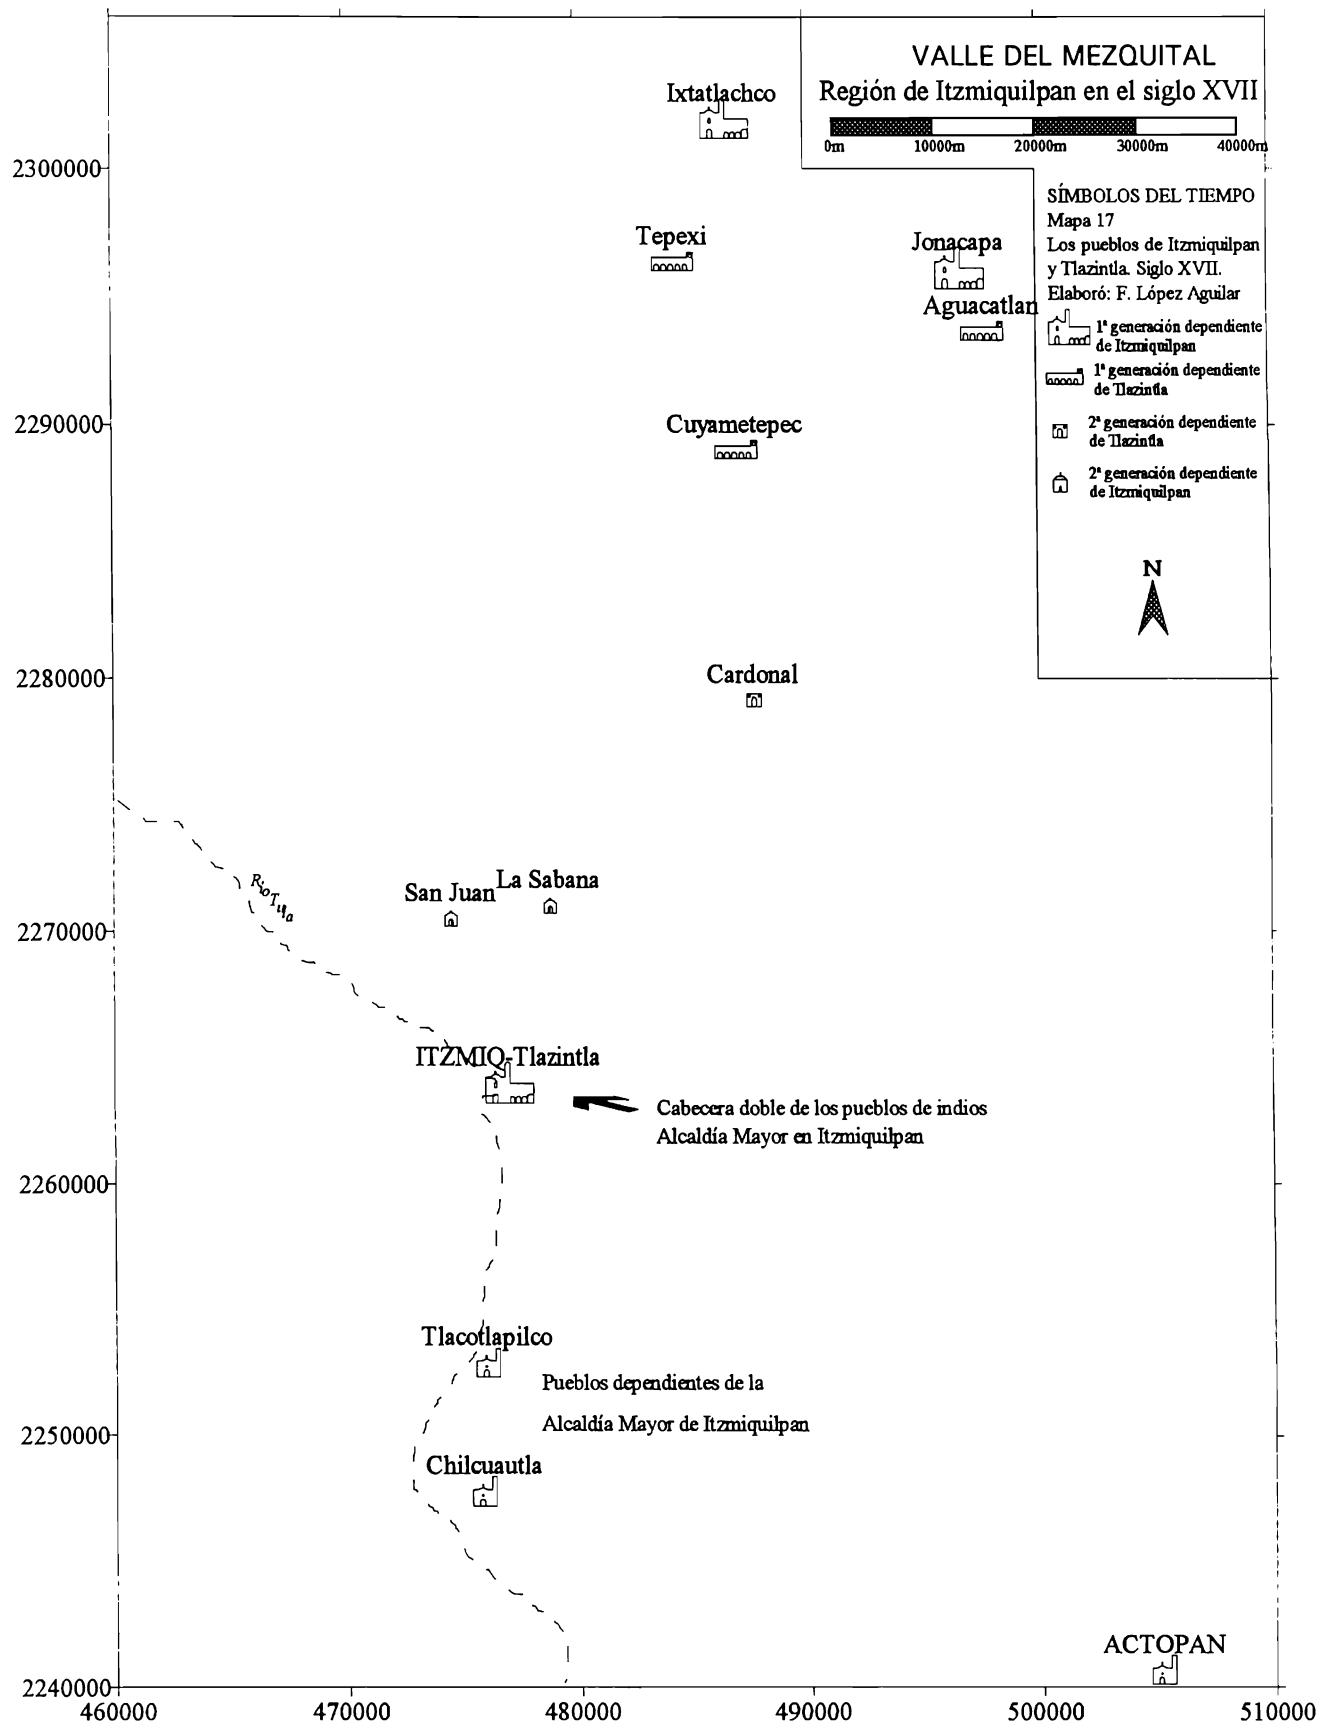 VALLE DEL MEZQUITAL
Región de Itzmiquilpan en el siglo XVII
0m 10000m 20000m 30000m 40000m
SÍMBOLOS DEL TIEMPO
Mapa 17
Los pueblos de Itzmiquilpan
y Tlazintla. Siglo XVII.
Elaboró: F. López Aguilar
1ª generación dependiente
de Itzmiquilpan
1ª generación dependiente
de Tlazintla
2ª generación dependiente
de Tlazintla
2ª generación dependiente
de Itzmiquilpan
N
Ixtatlachco
2300000
Tepexi
Jonacapa
Aguacatlan
2290000
Cuyametepec
2280000
Cardonal
Rio Tula
San Juan
La Sabana
2270000
ITZMIQ-Tlazintla
Cabecera doble de los pueblos de indios
Alcaldía Mayor en Itzmiquilpan
2260000
Tlacotlapilco
Pueblos dependientes de la
Alcaldía Mayor de Itzmiquilpan
2250000
Chilcuautla
ACTOPAN
2240000
460000 470000 480000 490000 500000 510000